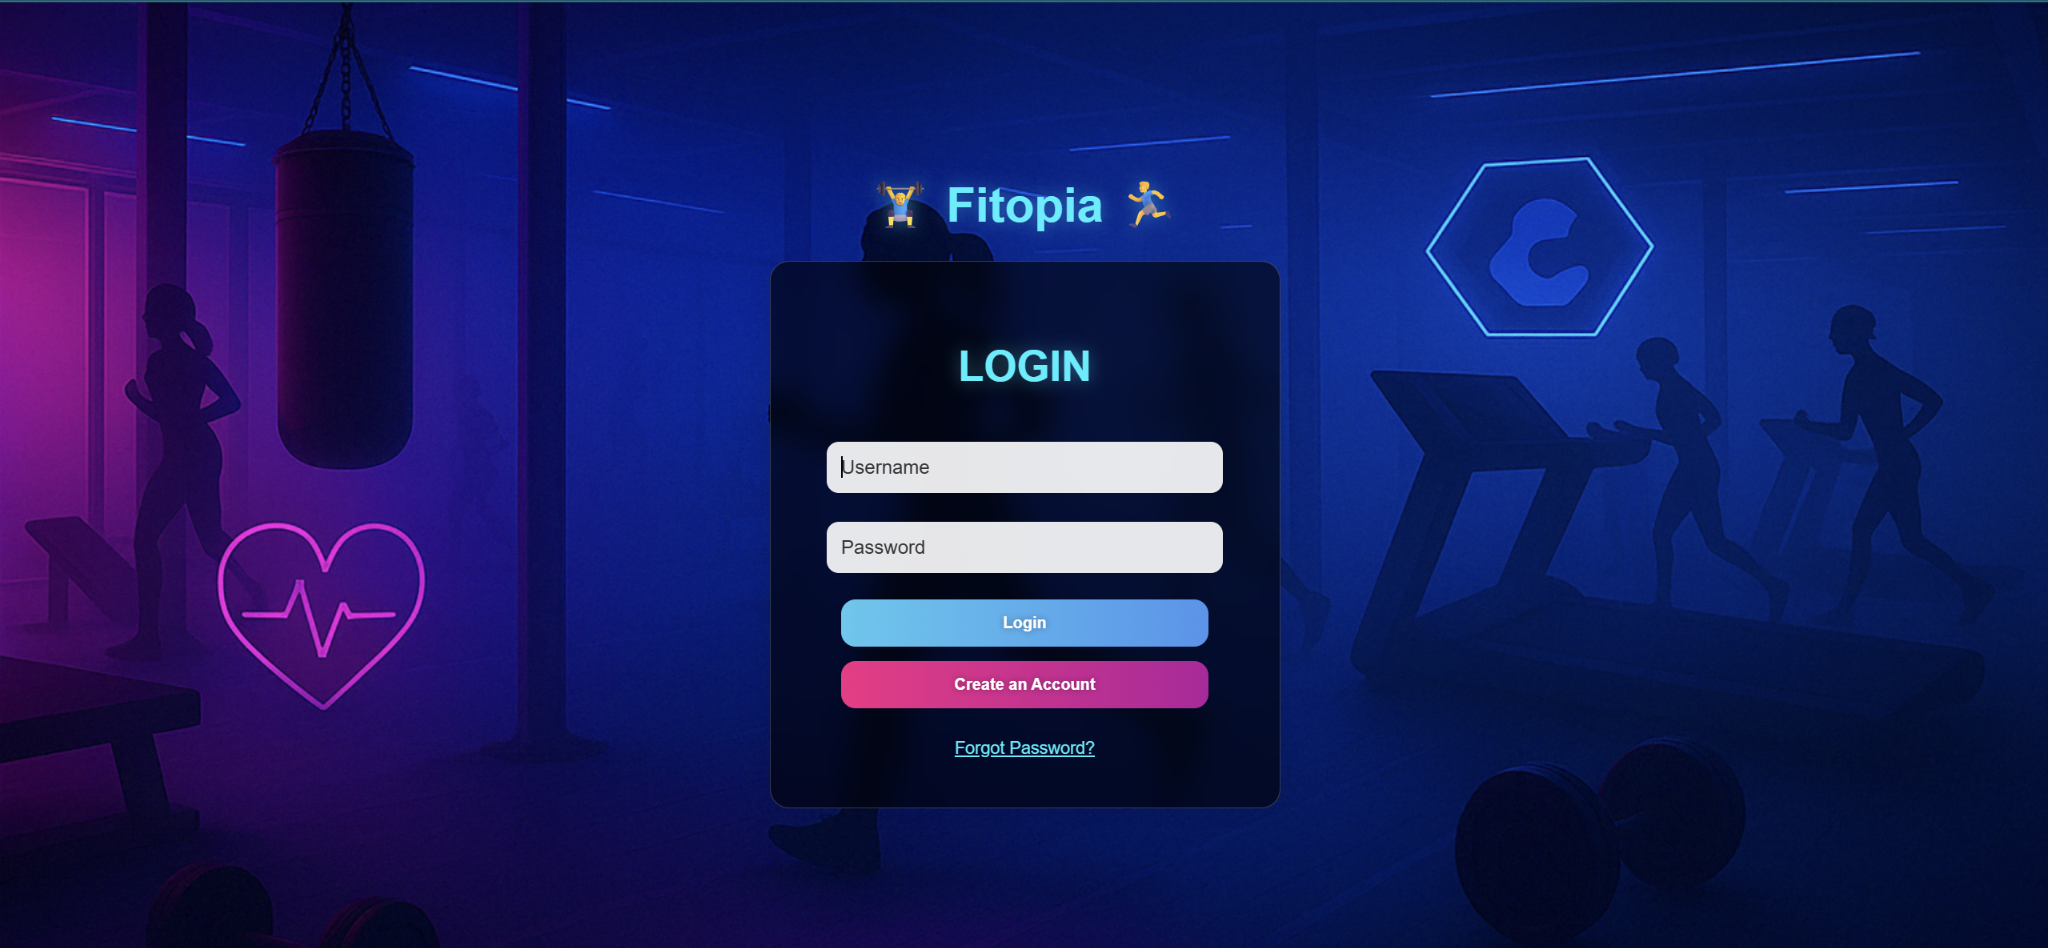 Fitopia
LOGIN
Username
Password
Login
Create an Account
Forgot Password?